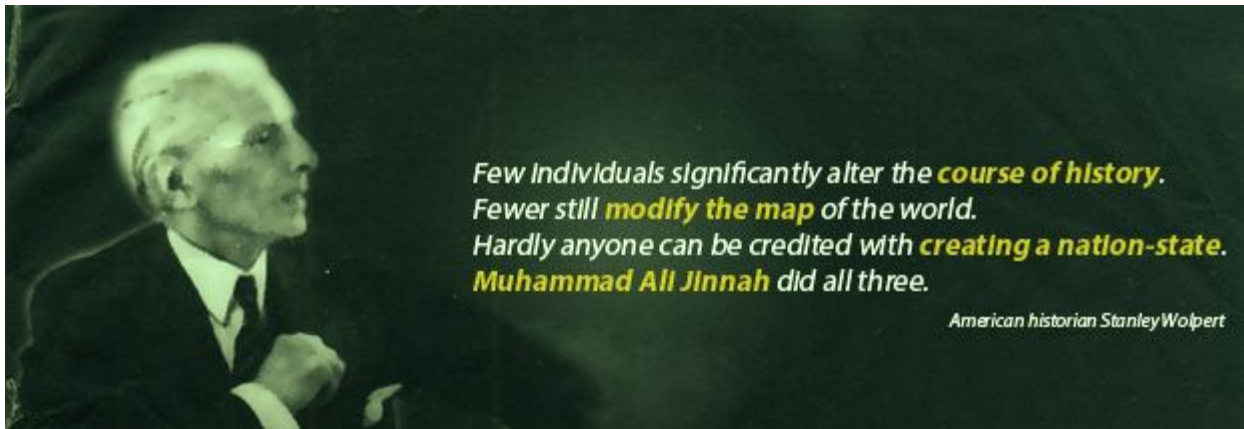 Few individuals significantly alter the course of history.
Fewer still modify the map of the world.
Hardly anyone can be credited with creating a nation-state.
Muhammad Ali Jinnah did all three.
American historian Stanley Wolpert